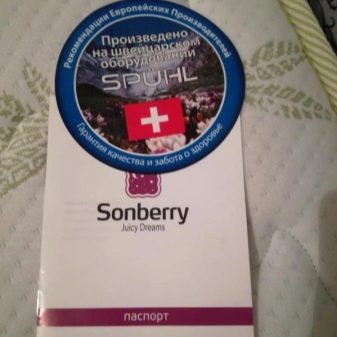 Рекомендации Европейских Производителей
Произведено
на швейцарском
оборудовании
SPÜHL
Гарантия качества и забота о здоровье
Sonberry
Juicy Dreams
паспорт